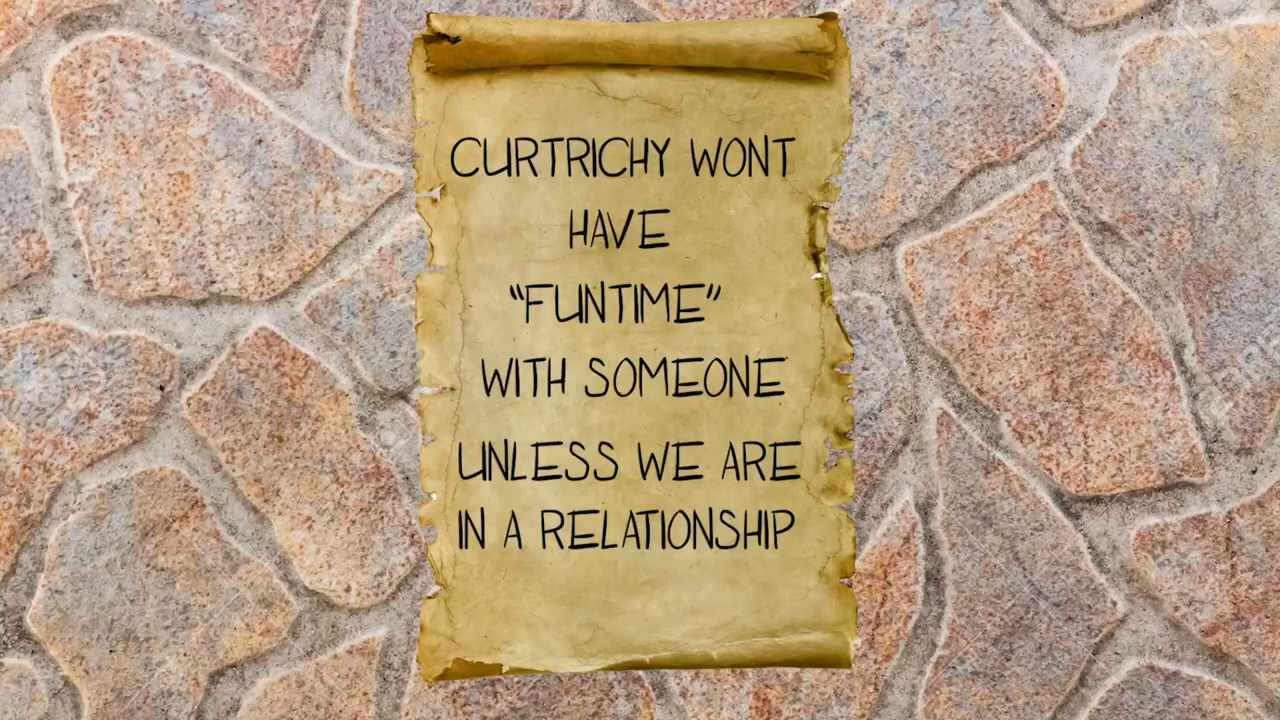 CURTRICHY WONT
HAVE
“FUNTIME”
WITH SOMEONE
UNLESS WE ARE
IN A RELATIONSHIP